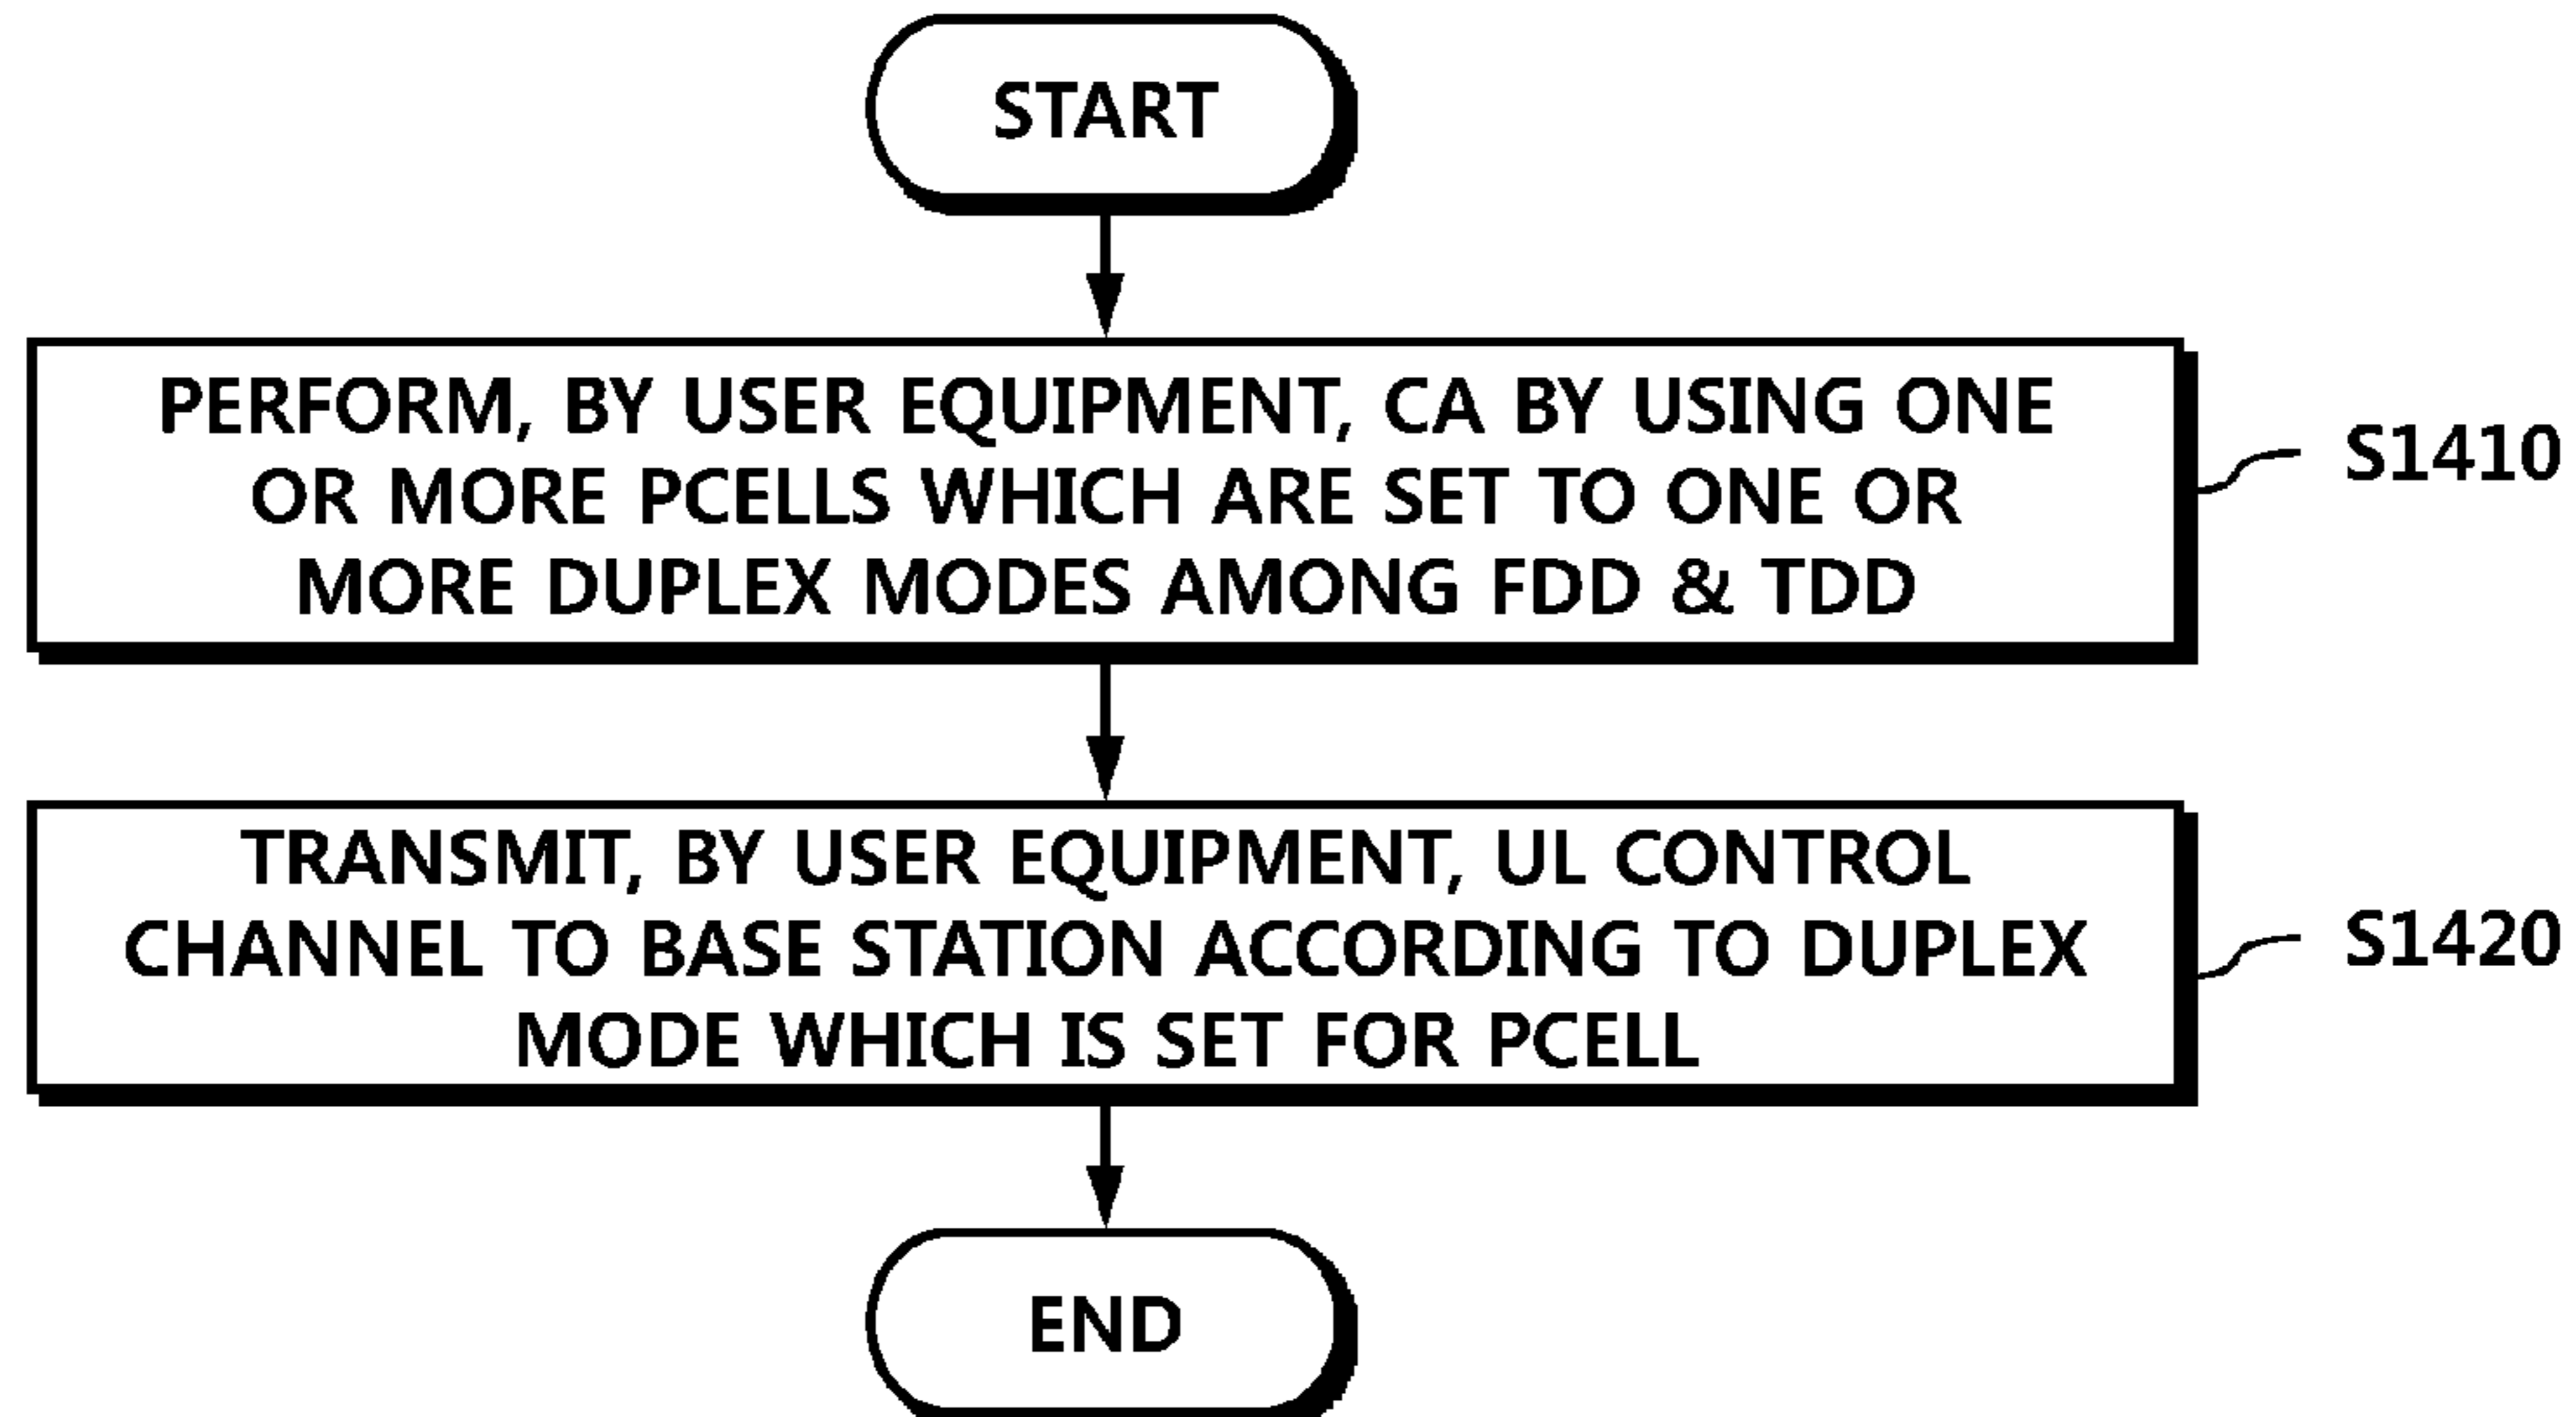 START
PERFORM, BY USER EQUIPMENT, CA BY USING ONE
OR MORE PCELLS WHICH ARE SET TO ONE OR
MORE DUPLEX MODES AMONG FDD & TDD
S1410
TRANSMIT, BY USER EQUIPMENT, UL CONTROL
CHANNEL TO BASE STATION ACCORDING TO DUPLEX
MODE WHICH IS SET FOR PCELL
S1420
END